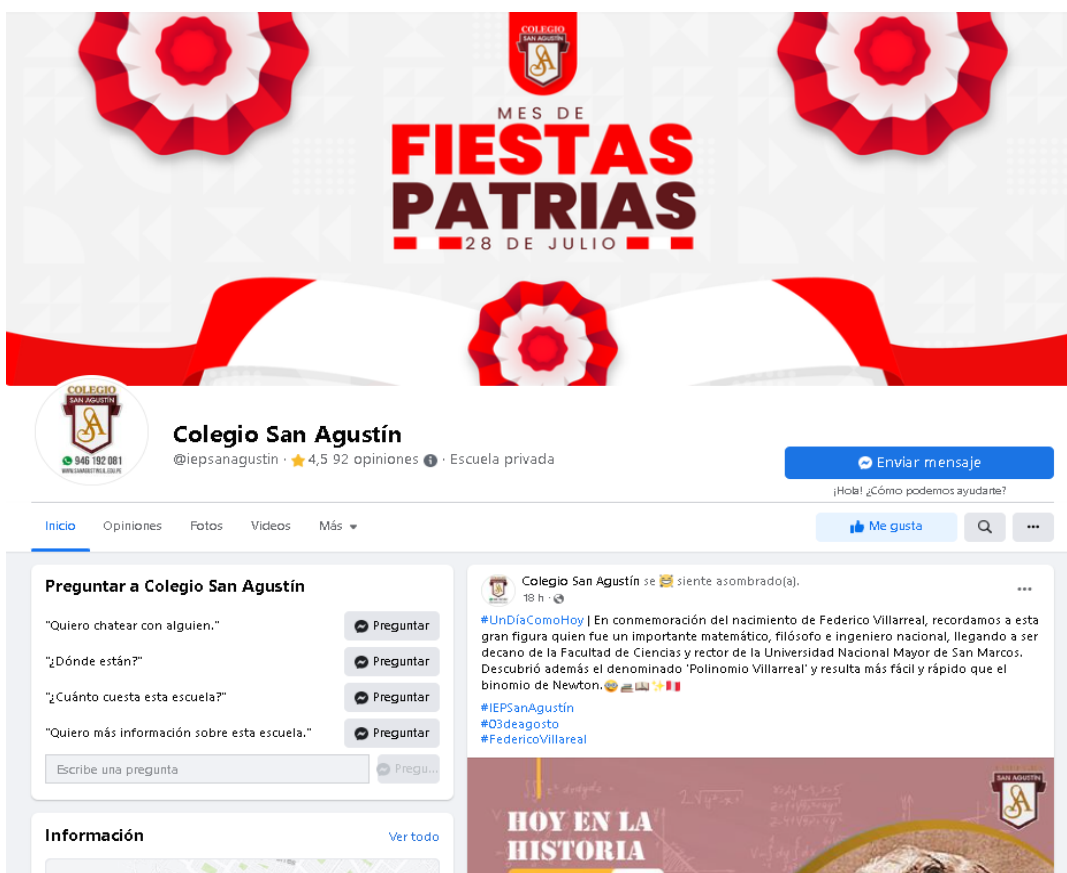 COLEGIO
SAN AGUSTÍN
SA
MES DE
FIESTAS
PATRIAS
28 DE JULIO
COLEGIO
SAN AGUSTÍN
SA
946 192 081
Colegio San Agustín
@iepsanagustin · 4,5 92 opiniones · Escuela privada
Enviar mensaje
¡Hola! ¿Cómo podemos ayudarte?
Inicio Opiniones Fotos Videos Más
Me gusta
Preguntar a Colegio San Agustín
"Quiero chatear con alguien." Preguntar
"¿Dónde están?" Preguntar
"¿Cuánto cuesta esta escuela?" Preguntar
"Quiero más información sobre esta escuela." Preguntar
Escribe una pregunta Pregu...
Información Ver todo
Colegio San Agustín se siente asombrado(a).
18 h ·
#UnDíaComoHoy | En conmemoración del nacimiento de Federico Villarreal, recordamos a esta
gran figura quien fue un importante matemático, filósofo e ingeniero nacional, llegando a ser
decano de la Facultad de Ciencias y rector de la Universidad Nacional Mayor de San Marcos.
Descubrió además el denominado 'Polinomio Villarreal' y resulta más fácil y rápido que el
binomio de Newton.
#IEPSanAgustín
#03deagosto
#FedericoVillareal
HOY EN LA
HISTORIA
SAN AGUSTÍN
SA